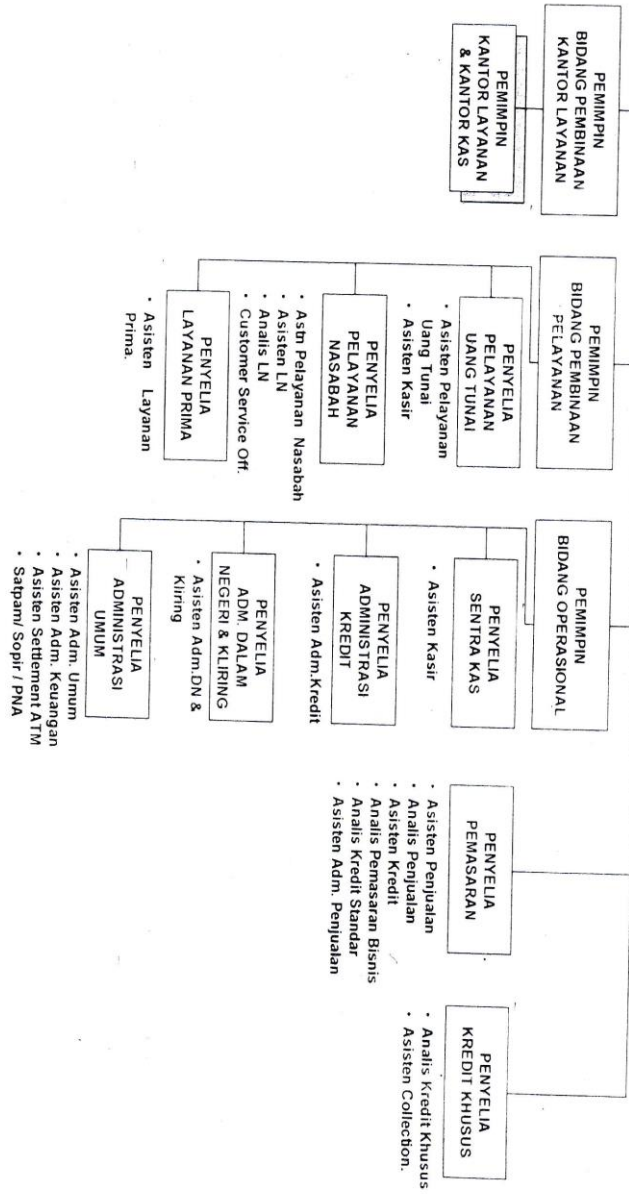 PEMIMPIN
BIDANG PEMBINAAN
KANTOR LAYANAN
PEMIMPIN
KANTOR LAYANAN
& KANTOR KAS
PEMIMPIN
BIDANG PEMBINAAN
PELAYANAN
PENYELIA
PELAYANAN
UANG TUNAI
• Asisten Pelayanan
Uang Tunai
• Asisten Kasir
PENYELIA
PELAYANAN
NASABAH
• Astn Pelayanan Nasabah
• Asisten LN
• Analis LN
• Customer Service Off.
PENYELIA
LAYANAN PRIMA
• Asisten Layanan
Prima.
PEMIMPIN
BIDANG OPERASIONAL
PENYELIA
SENTRA KAS
• Asisten Kasir
PENYELIA
ADMINISTRASI
KREDIT
• Asisten Adm.Kredit
PENYELIA
ADM. DALAM
NEGERI & KLIRING
• Asisten Adm.DN &
Kliring
PENYELIA
ADMINISTRASI
UMUM
• Asisten Adm. Umum
• Asisten Adm. Keuangan
• Asisten Settlement ATM
• Satpam/ Sopir / PNA
PENYELIA
PEMASARAN
• Asisten Penjualan
• Analis Penjualan
• Asisten Kredit
• Analis Pemasaran Bisnis
• Analis Kredit Standar
• Asisten Adm. Penjualan
PENYELIA
KREDIT KHUSUS
• Analis Kredit Khusus
• Asisten Collection.